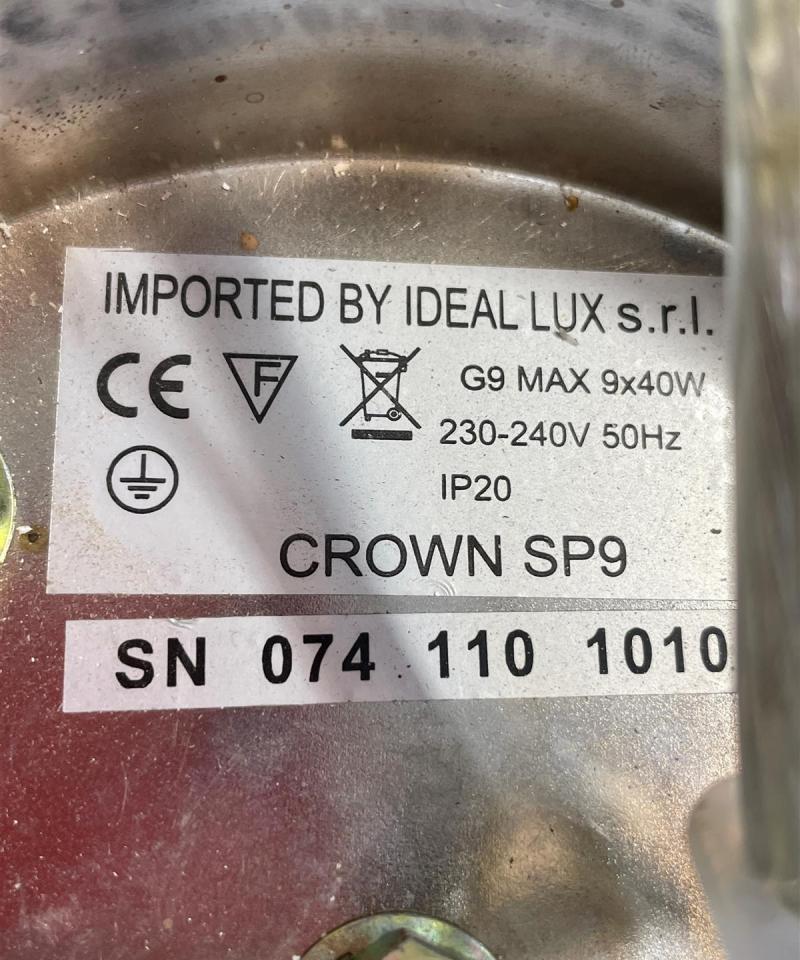 IMPORTED BY IDEAL LUX s.r.l.
CE F G9 MAX 9x40W
230-240V 50Hz
IP20
CROWN SP9
SN 074 110 1010